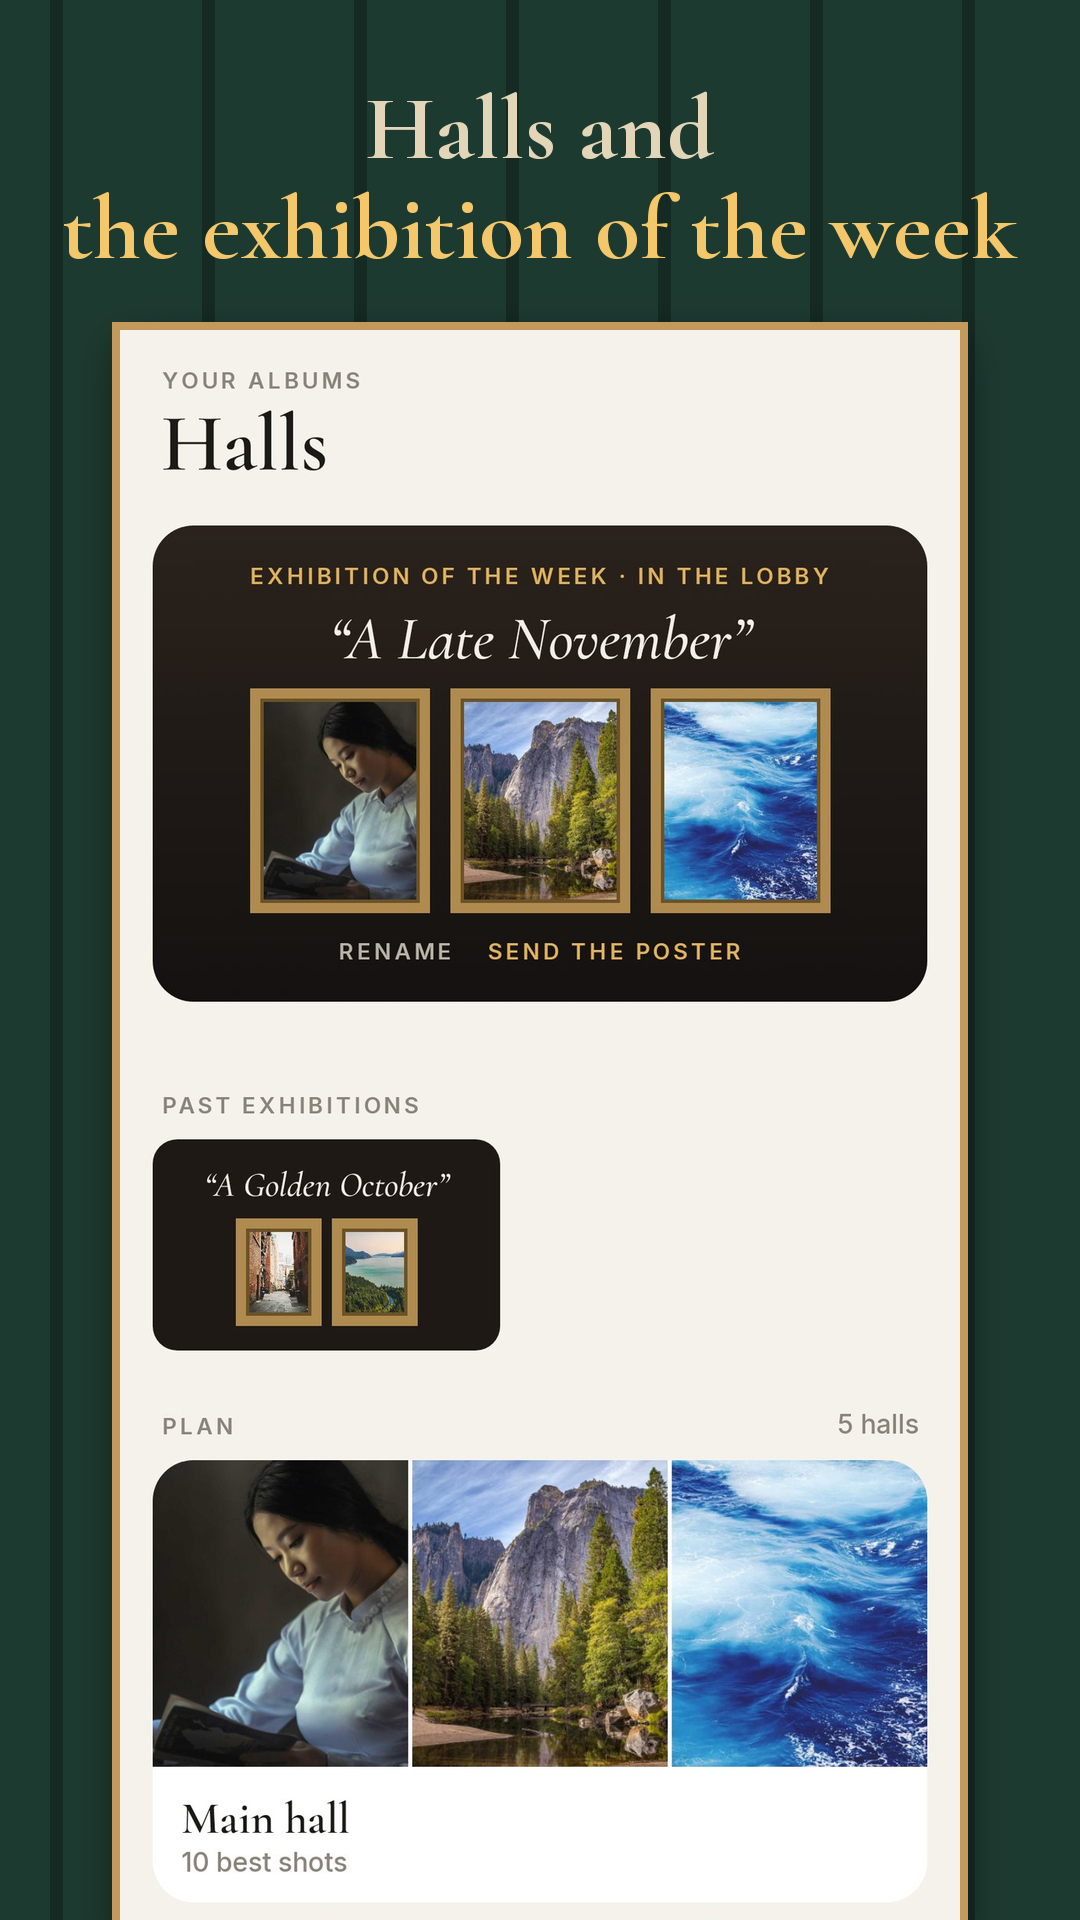 Halls and
the exhibition of the week
YOUR ALBUMS
Halls
EXHIBITION OF THE WEEK · IN THE LOBBY
“A Late November”
RENAME SEND THE POSTER
PAST EXHIBITIONS
“A Golden October”
PLAN 5 halls
Main hall
10 best shots